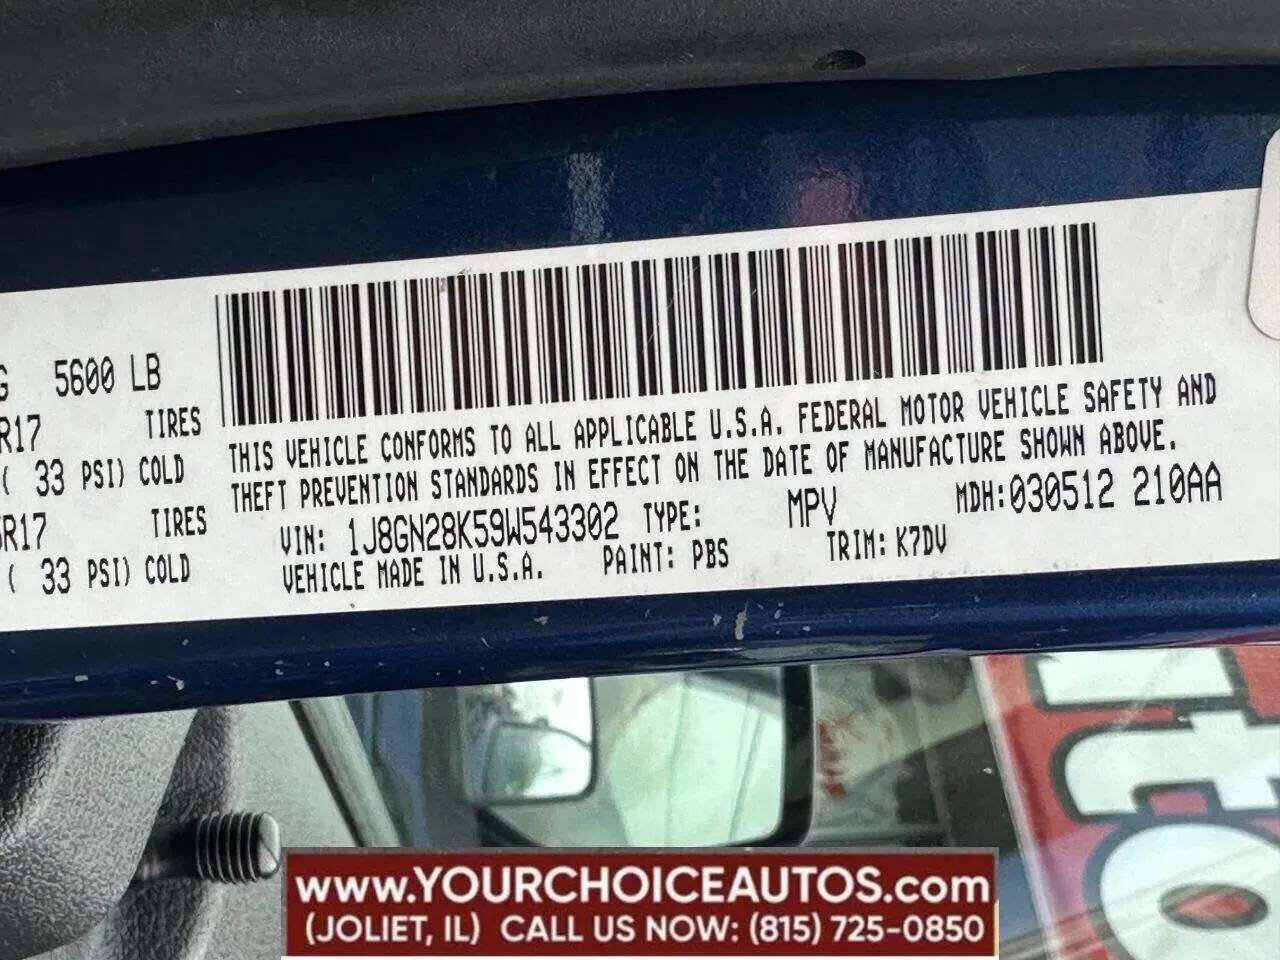 G 5600 LB
R17 TIRES
( 33 PSI) COLD
R17 TIRES
( 33 PSI) COLD
THIS VEHICLE CONFORMS TO ALL APPLICABLE U.S.A. FEDERAL MOTOR VEHICLE SAFETY AND
THEFT PREVENTION STANDARDS IN EFFECT ON THE DATE OF MANUFACTURE SHOWN ABOVE.
VIN: 1J8GN28K59W543302 TYPE: MPV MDH:030512 210AA
VEHICLE MADE IN U.S.A. PAINT: PBS TRIM: K7DV
www.YOURCHOICEAUTOS.com
(JOLIET, IL) CALL US NOW: (815) 725-0850